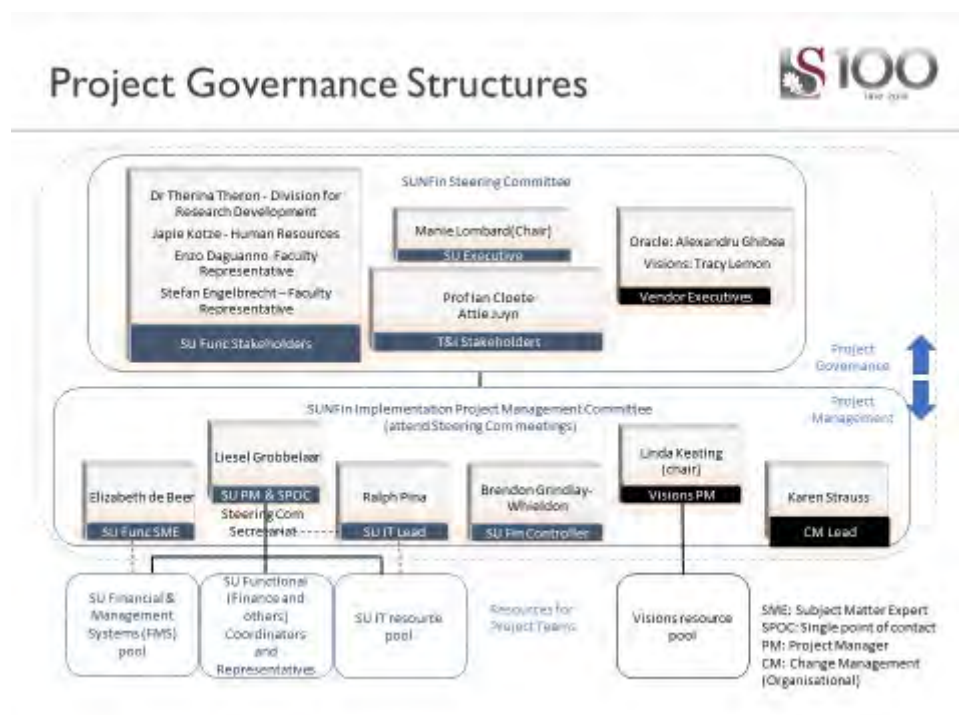 Project Governance Structures
S 100
SUNFin Steering Committee
Dr Therina Theron - Division for
Research Development
Japie Kotze - Human Resources
Enzo Daguanno Faculty
Representative
Stefan Engelbrecht – Faculty
Representative
SU Func Stakeholders
Manie Lombard(Chair)
SU Executive
Prof Ian Cloete
Attie Juyn
T&I Stakeholders
Oracle: Alexandru Ghibea
Visions: Tracy Lemon
Vendor Executives
Project
Governance
Project
Management
SUNFin Implementation Project Management Committee
(attend Steering Com meetings)
Elizabeth de Beer
SU Func SME
Liesel Grobbelaar
SU PM & SPOC
Steering Com
Secretariat
Ralph Pina
SU IT Lead
Brendon Grindlay-
Whieldon
SU Fin Controller
Linda Keating
(chair)
Visions PM
Karen Strauss
CM Lead
SU Financial &
Management
Systems (FMS)
pool
SU Functional
(Finance and
others)
Coordinators
and
Representatives
SU IT resource
pool
Resources for
Project Teams
Visions resource
pool
SME: Subject Matter Expert
SPOC: Single point of contact
PM: Project Manager
CM: Change Management
(Organisational)